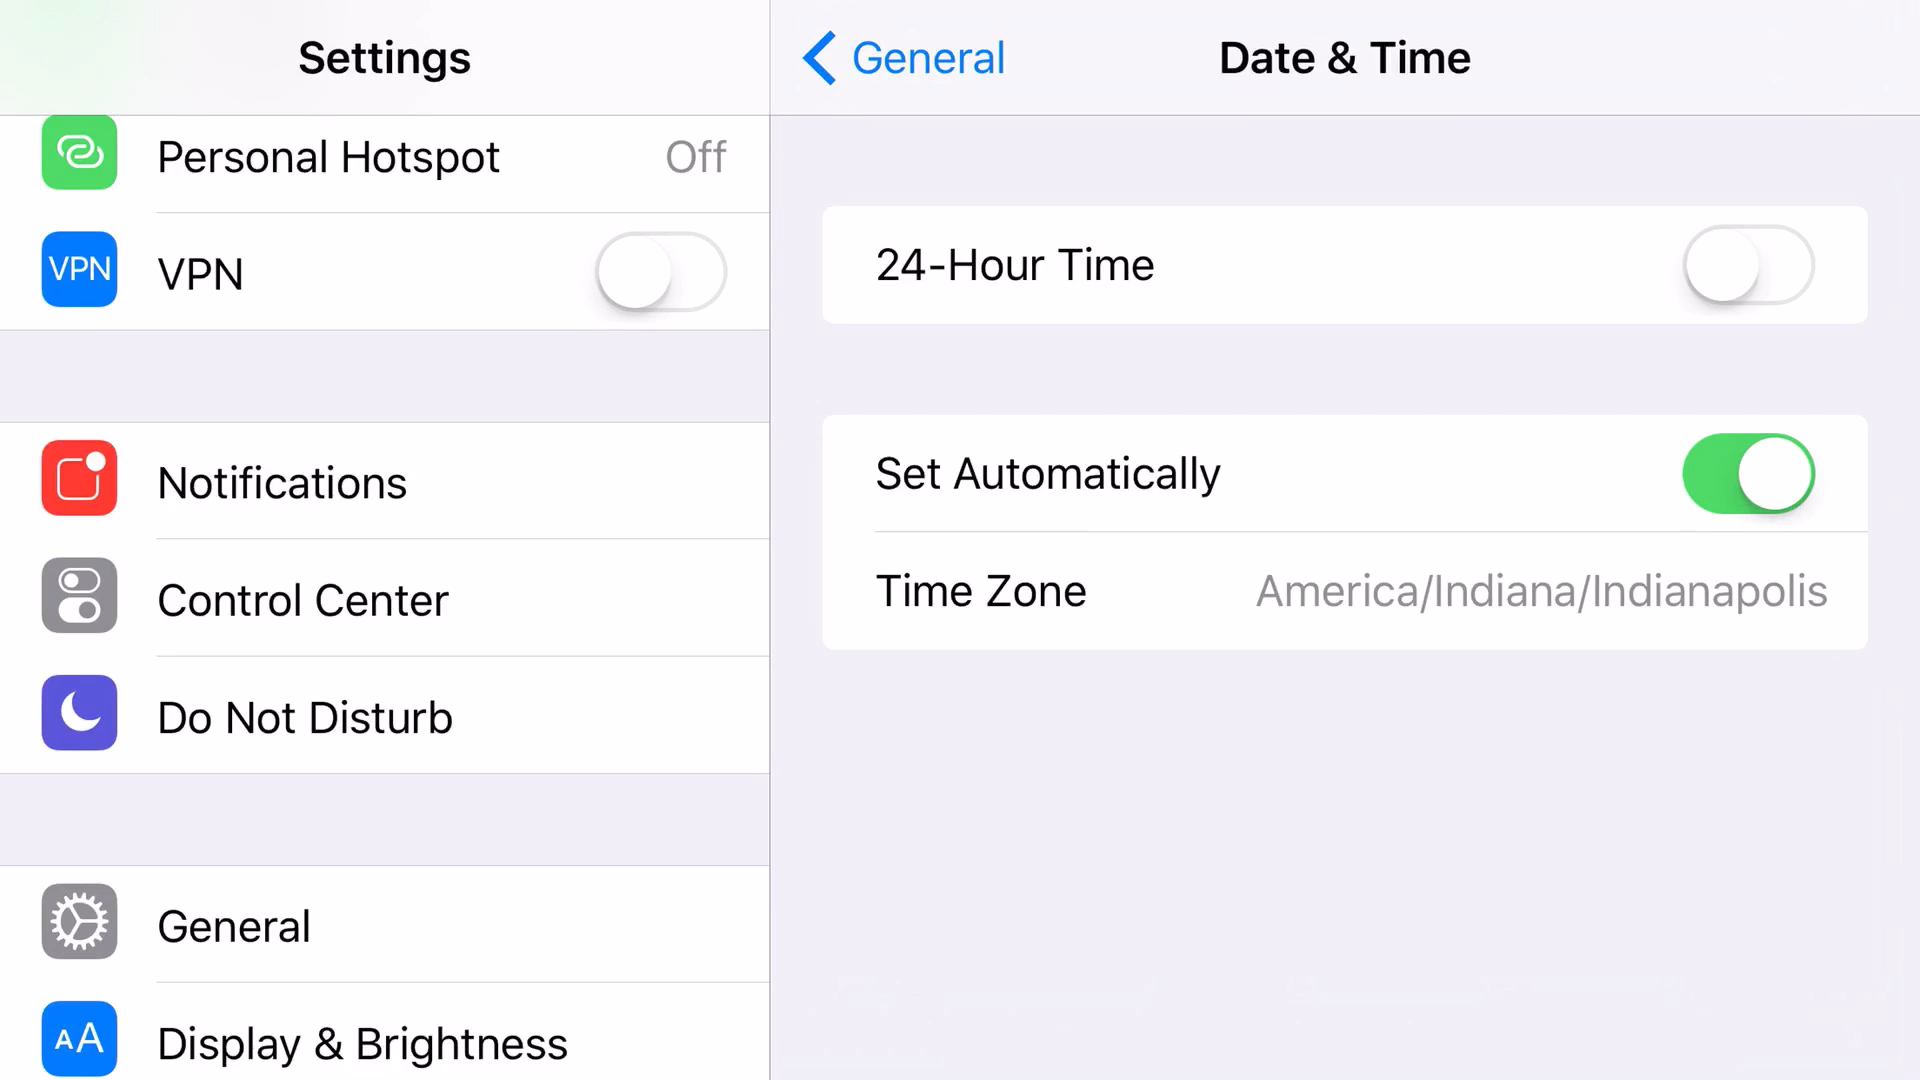 Settings
Personal Hotspot Off
VPN VPN
Notifications
Control Center
Do Not Disturb
General
AA Display & Brightness
General Date & Time
24-Hour Time
Set Automatically
Time Zone America/Indiana/Indianapolis